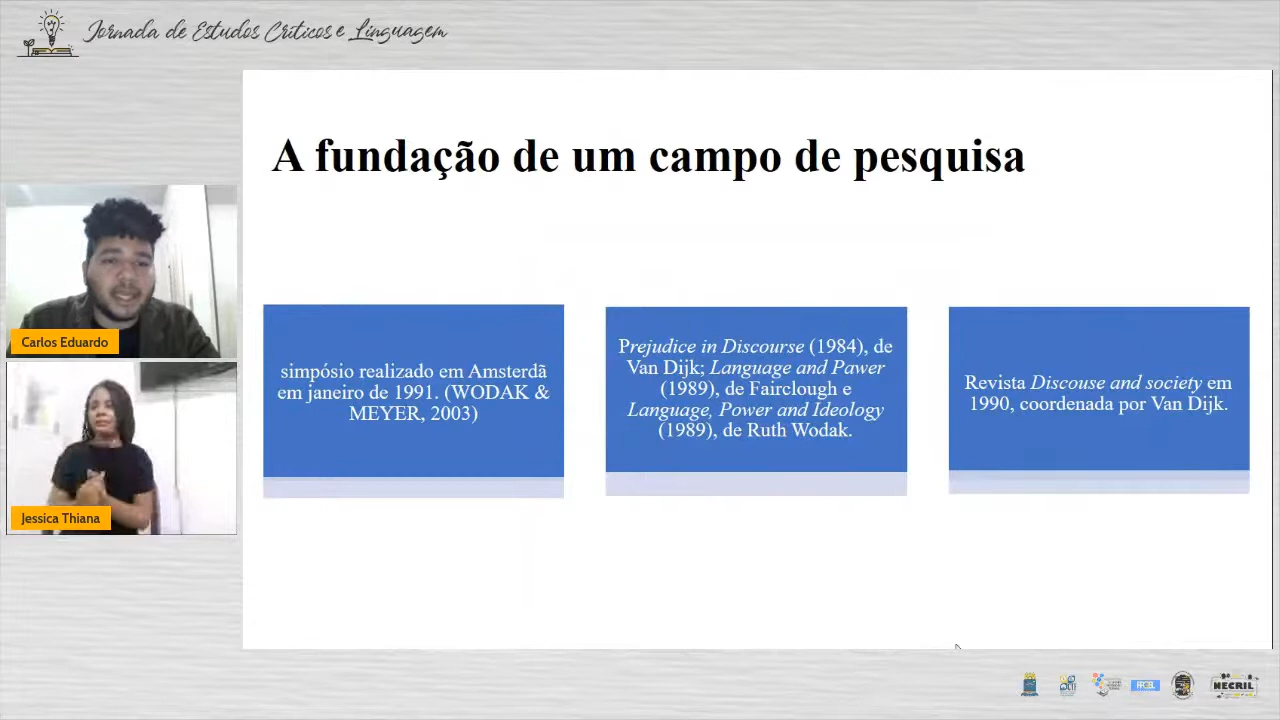 Jornada de Estudos Críticos e Linguagem
A fundação de um campo de pesquisa
simpósio realizado em Amsterdã
em janeiro de 1991. (WODAK &
MEYER, 2003)
Prejudice in Discourse (1984), de
Van Dijk; Language and Pawer
(1989), de Fairclough e
Language, Power and Ideology
(1989), de Ruth Wodak.
Revista Discouse and society em
1990, coordenada por Van Dijk.
Carlos Eduardo
Jessica Thiana
NECRIL